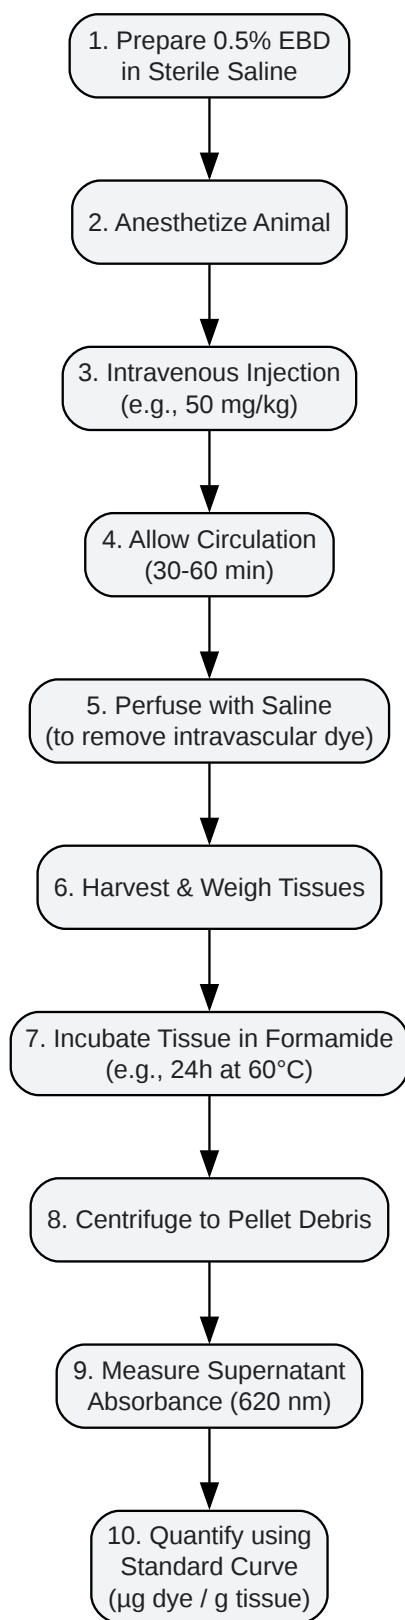 1. Prepare 0.5% EBD
in Sterile Saline
2. Anesthetize Animal
3. Intravenous Injection
(e.g., 50 mg/kg)
4. Allow Circulation
(30-60 min)
5. Perfuse with Saline
(to remove intravascular dye)
6. Harvest & Weigh Tissues
7. Incubate Tissue in Formamide
(e.g., 24h at 60°C)
8. Centrifuge to Pellet Debris
9. Measure Supernatant
Absorbance (620 nm)
10. Quantify using
Standard Curve
(µg dye / g tissue)